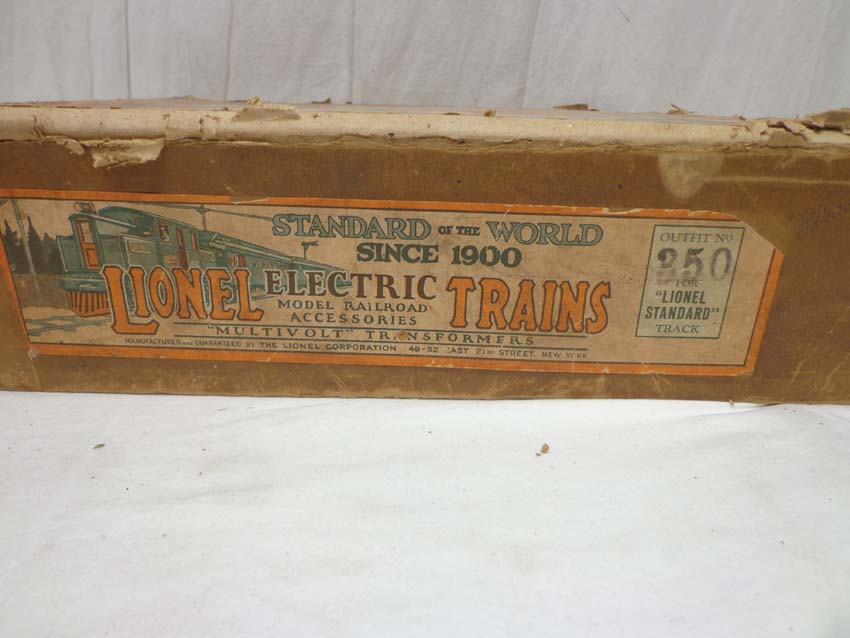 STANDARD OF THE WORLD
SINCE 1900
LIONEL ELECTRIC TRAINS
MODEL RAILROAD
ACCESSORIES
"MULTIVOLT" TRANSFORMERS
MANUFACTURED AND GUARANTEED BY THE LIONEL CORPORATION 48-52 EAST 21ST STREET, NEW YORK
OUTFIT NO
350
FOR
"LIONEL
STANDARD"
TRACK